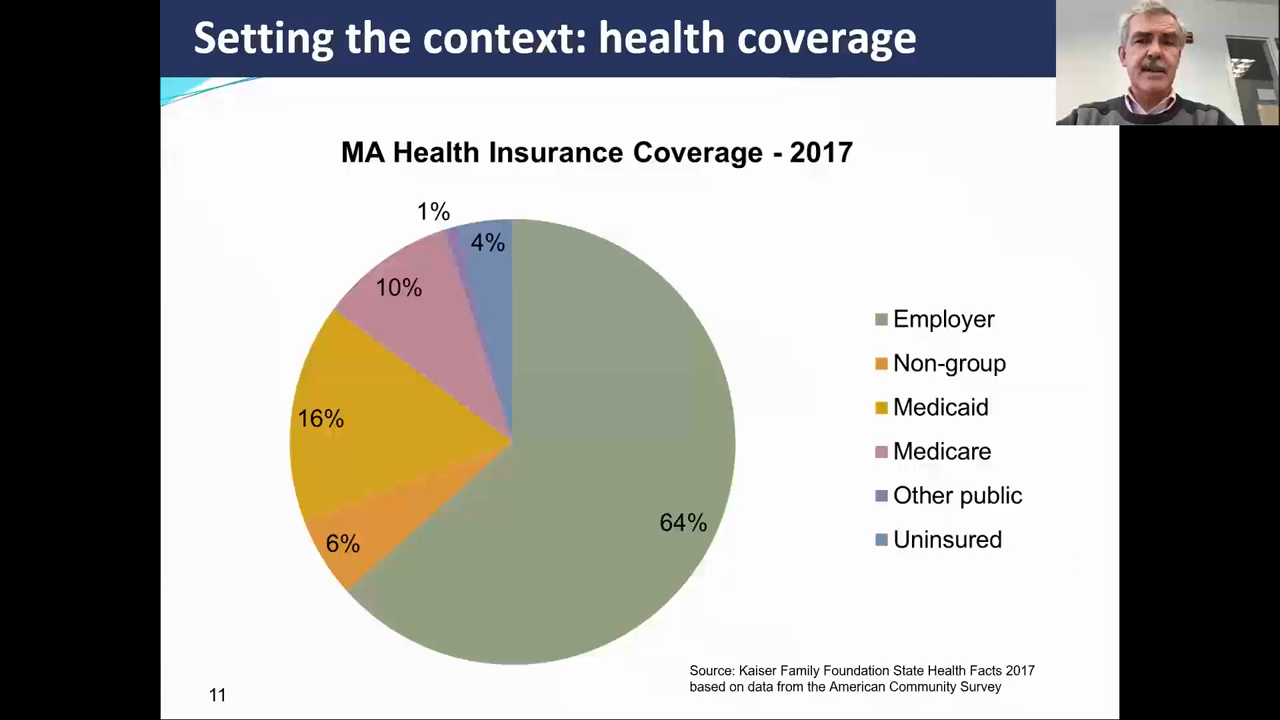 Setting the context: health coverage
MA Health Insurance Coverage - 2017
1%
4%
10%
16%
6%
64%
Employer
Non-group
Medicaid
Medicare
Other public
Uninsured
Source: Kaiser Family Foundation State Health Facts 2017
based on data from the American Community Survey
11